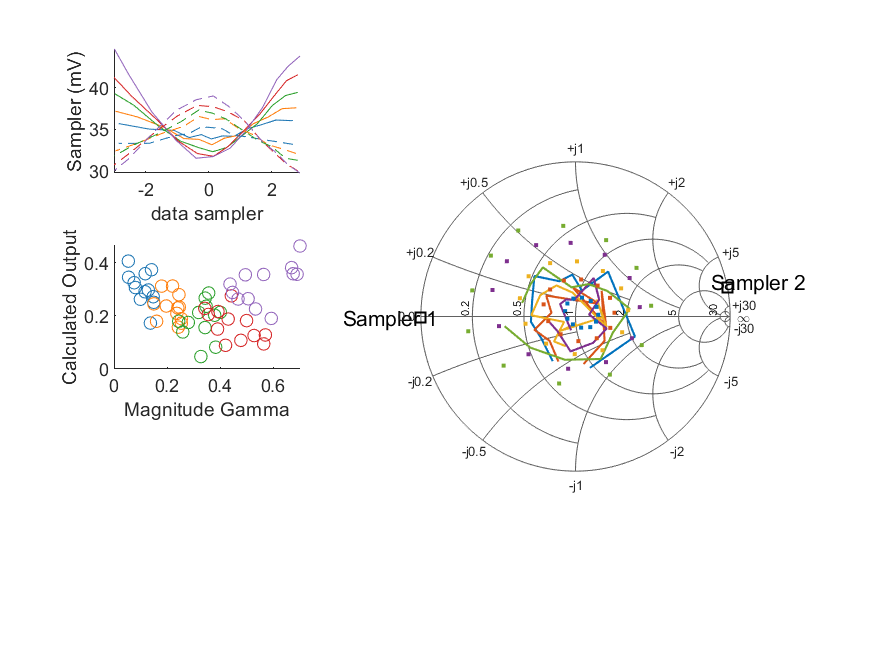 Sampler (mV)
40
35
30
-2
0
2
data sampler
Calculated Output
0.4
0.2
0
0
0.2
0.4
0.6
Magnitude Gamma
+j1
+j0.5
+j2
+j0.2
+j5
Sampler 2
+j30
∞
-j30
Sampler 1
0.2
0.5
1
2
5
30
-j0.2
-j5
-j0.5
-j2
-j1